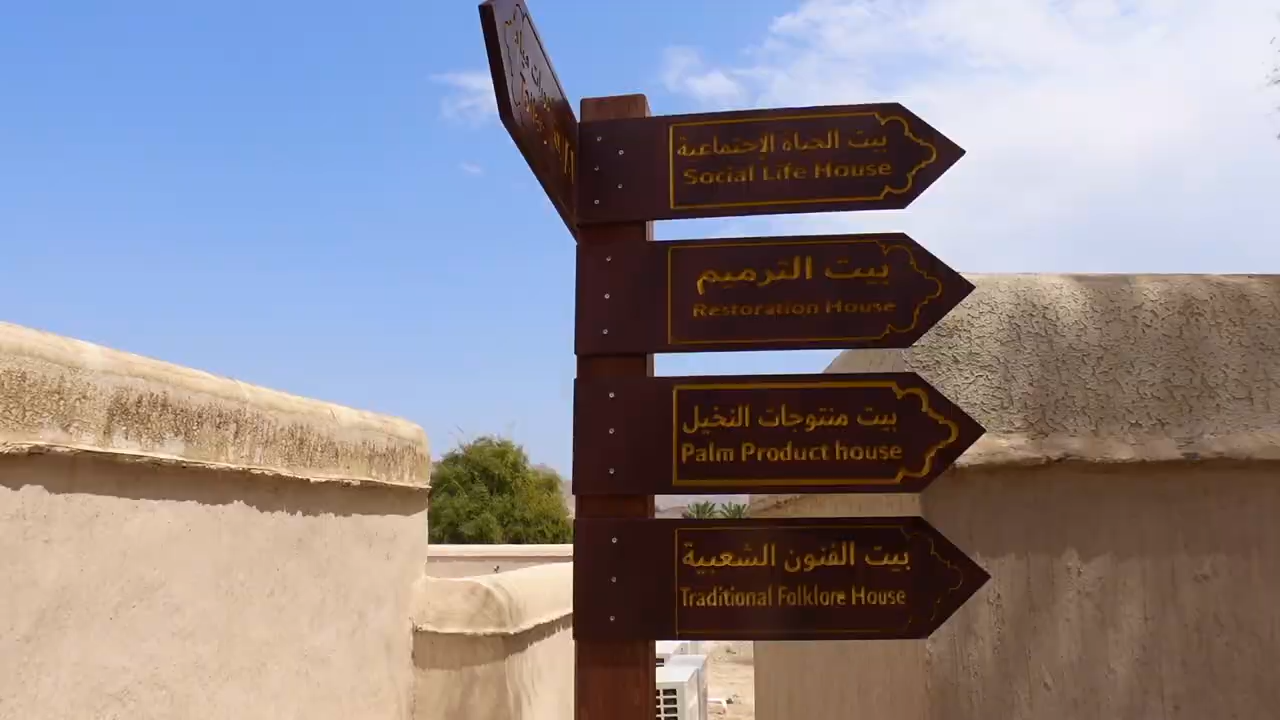 بيت الحياة الإجتماعية
Social Life House
بيت الترميم
Restoration House
بيت منتوجات النخيل
Palm Product house
بيت الفنون الشعبية
Traditional Folklore House